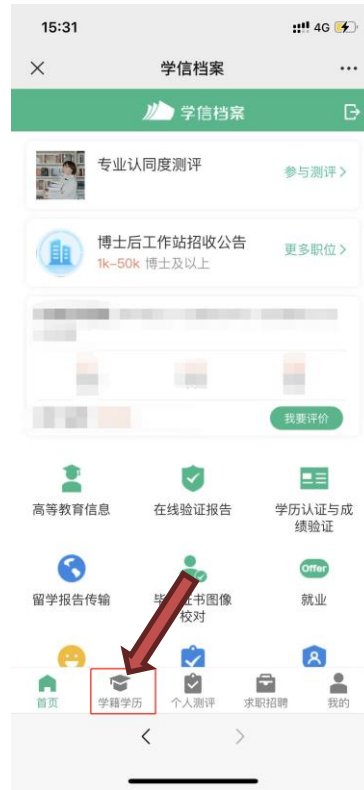 15:31
4G
学信档案
学信档案
专业认同度测评
参与测评
博士后工作站招收公告
更多职位
1k-50k 博士及以上
我要评价
高等教育信息
在线验证报告
学历认证与成
绩验证
Offer
留学报告传输
毕业证书图像
校对
就业
首页
学籍学历
个人测评
求职招聘
我的